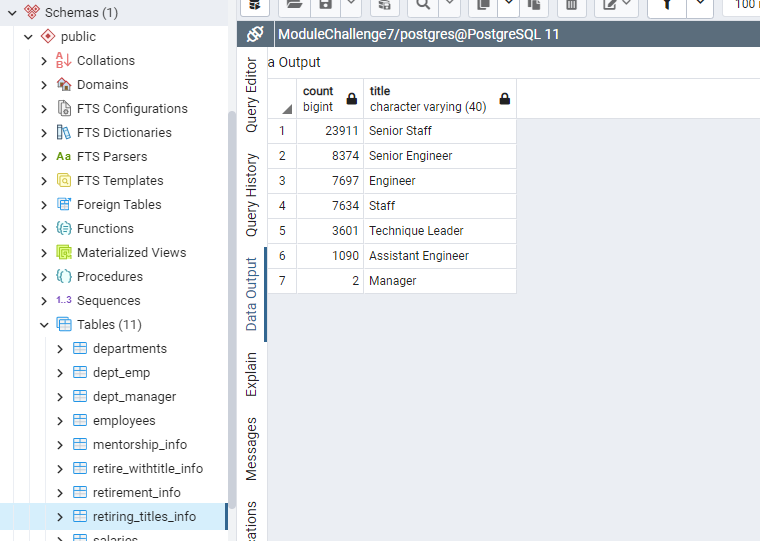 Schemas (1)
public
Collations
Domains
FTS Configurations
FTS Dictionaries
Aa FTS Parsers
FTS Templates
Foreign Tables
Functions
Materialized Views
Procedures
1..3 Sequences
Tables (11)
departments
dept_emp
dept_manager
employees
mentorship_info
retire_withtitle_info
retirement_info
retiring_titles_info
salaries
100
ModuleChallenge7/postgres@PostgreSQL 11
Query Editor
Query History
Data Output
Explain
Messages
a Output
count
bigint
title
character varying (40)
1 23911 Senior Staff
2 8374 Senior Engineer
3 7697 Engineer
4 7634 Staff
5 3601 Technique Leader
6 1090 Assistant Engineer
7 2 Manager